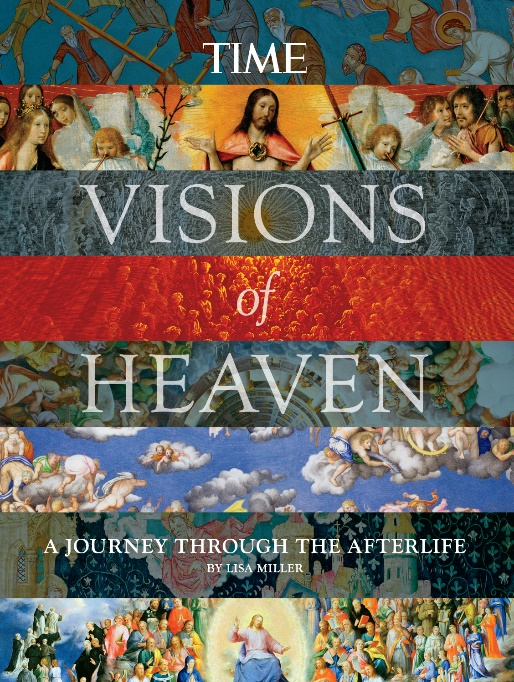 TIME
VISIONS
of
HEAVEN
A JOURNEY THROUGH THE AFTERLIFE
BY LISA MILLER